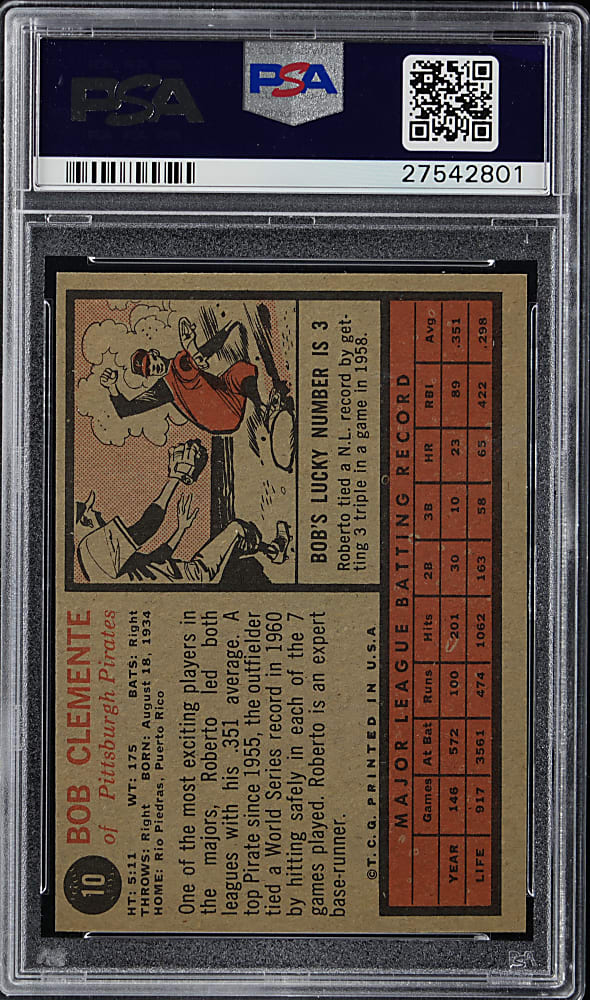 PSA
PSA
27542801
10
BOB CLEMENTE
of Pittsburgh Pirates
HT: 5:11 WT: 175 BATS: Right
THROWS: Right BORN: August 18, 1934
HOME: Rio Piedras, Puerto Rico
One of the most exciting players in
the majors, Roberto led both
leagues with his .351 average. A
top Pirate since 1955, the outfielder
tied a World Series record in 1960
by hitting safely in each of the 7
games played. Roberto is an expert
base-runner.
BOB'S LUCKY NUMBER IS 3
Roberto tied a N.L. record by get-
ting 3 triple in a game in 1958.
©T.C.G. PRINTED IN U.S.A.
MAJOR LEAGUE BATTING RECORD
Games At Bat Runs Hits 2B 3B HR RBI Avg.
YEAR 146 572 100 201 30 10 23 89 .351
LIFE 917 3561 474 1062 163 58 65 422 .298
PSA